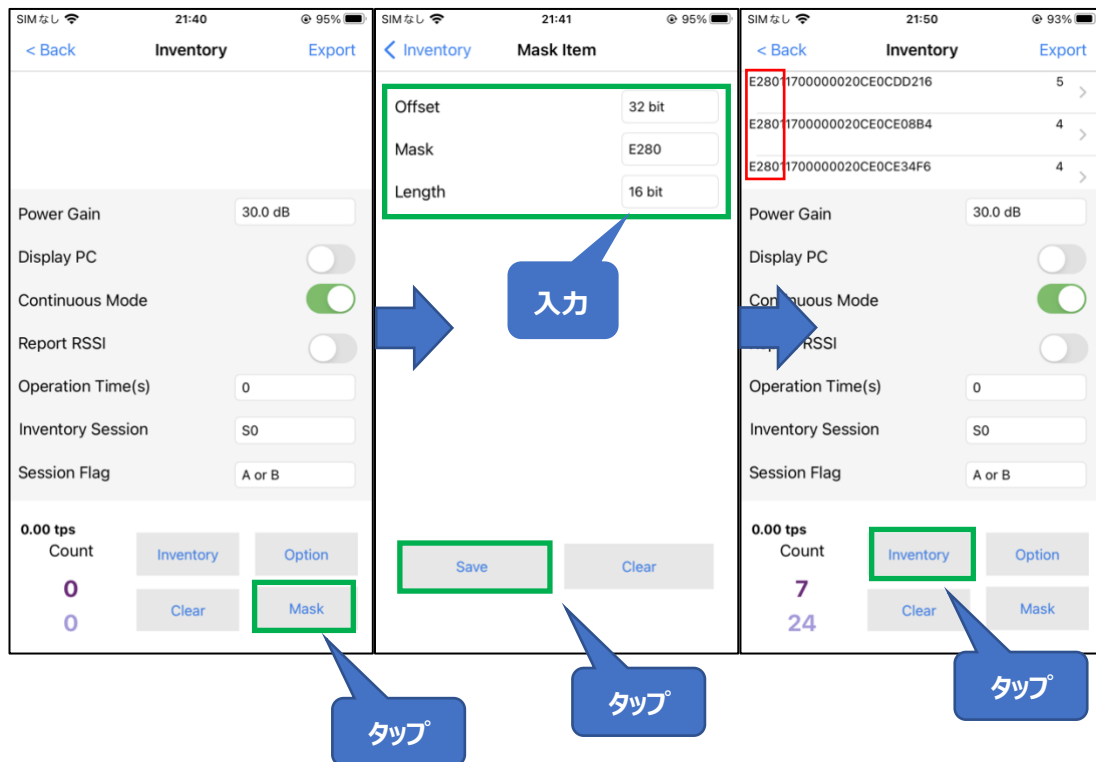 SIMなし 21:40 95%
< Back Inventory Export
Power Gain 30.0 dB
Display PC
Continuous Mode
Report RSSI
Operation Time(s) 0
Inventory Session S0
Session Flag A or B
0.00 tps
Count Inventory Option
0
Clear Mask
0
タップ
SIMなし 21:41 95%
Inventory Mask Item
Offset 32 bit
Mask E280
Length 16 bit
入力
Save Clear
タップ
SIMなし 21:50 93%
< Back Inventory Export
E28011700000020CE0CDD216 5
E28011700000020CE0CE08B4 4
E28011700000020CE0CE34F6 4
Power Gain 30.0 dB
Display PC
Continuous Mode
RSSI
Operation Time(s) 0
Inventory Session S0
Session Flag A or B
0.00 tps
Count Inventory Option
7
Clear Mask
24
タップ